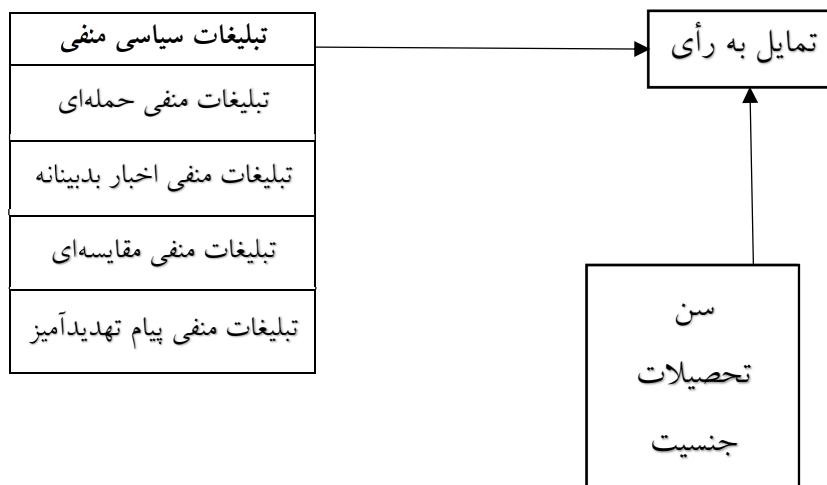 تبلیغات سیاسی منفی
تبلیغات منفی حمله‌ای
تبلیغات منفی اخبار بدبینانه
تبلیغات منفی مقایسه‌ای
تبلیغات منفی پیام تهدیدآمیز
تمایل به رأی
سن
تحصیلات
جنسیت